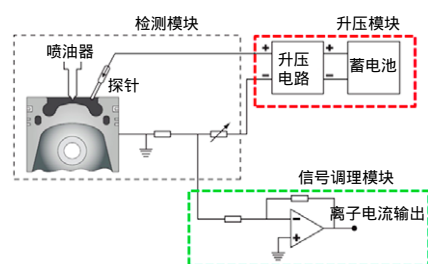 检测模块
升压模块
喷油器
探针
+
−
升压
电路
+
−
蓄电池
信号调理模块
−
+
离子电流输出